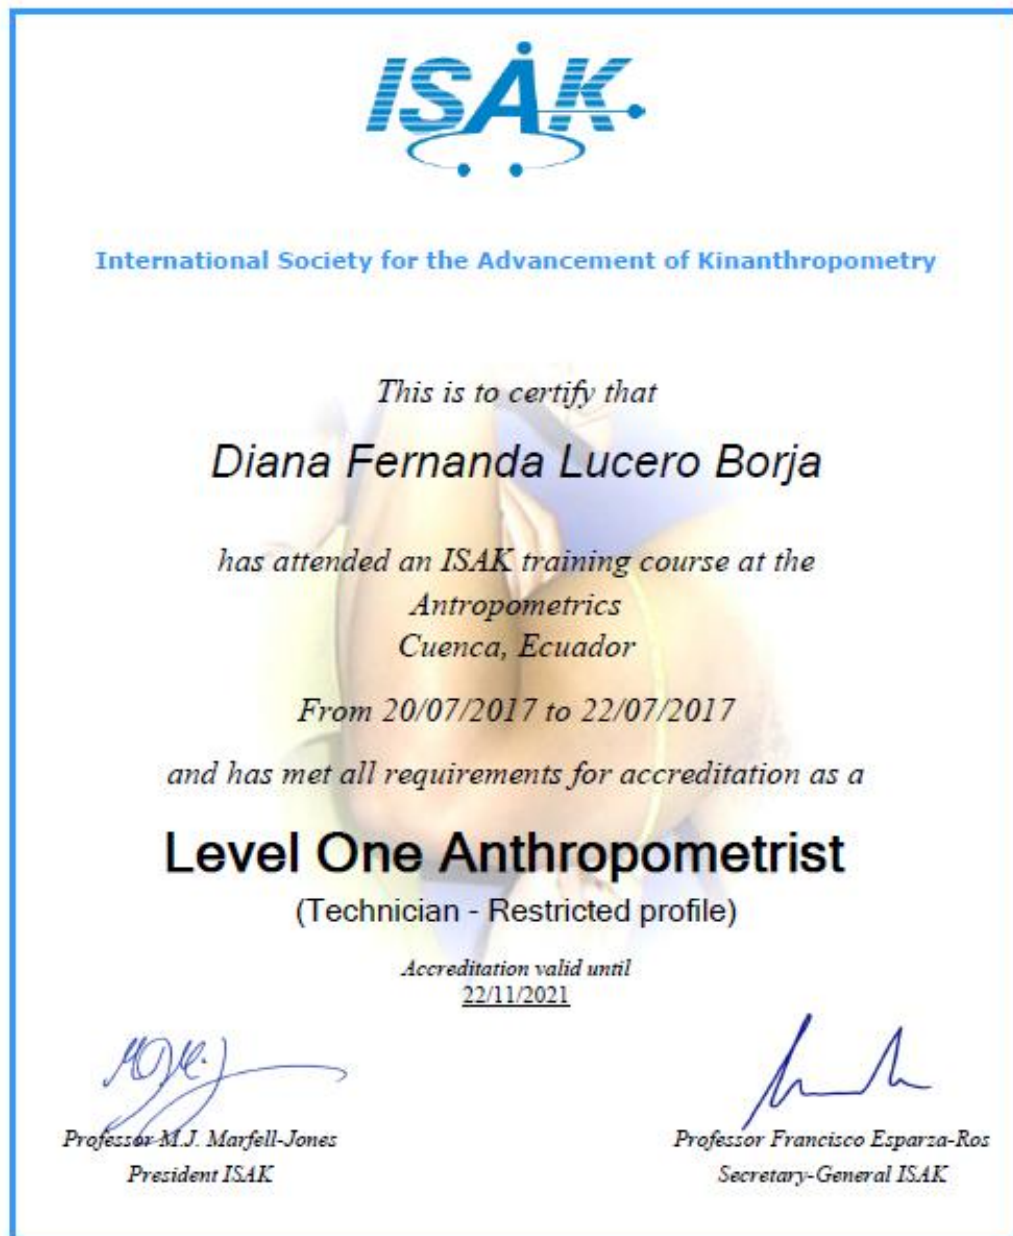 ISAK
International Society for the Advancement of Kinanthropometry
This is to certify that
Diana Fernanda Lucero Borja
has attended an ISAK training course at the
Antropometrics
Cuenca, Ecuador
From 20/07/2017 to 22/07/2017
and has met all requirements for accreditation as a
Level One Anthropometrist
(Technician - Restricted profile)
Accreditation valid until
22/11/2021
Professor M.J. Marfell-Jones
President ISAK
Professor Francisco Esparza-Ros
Secretary-General ISAK